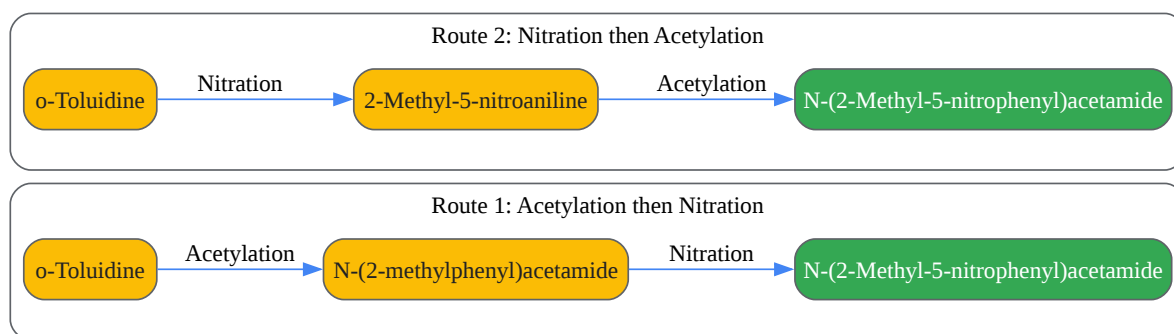 Route 2: Nitration then Acetylation
o-Toluidine
Nitration
2-Methyl-5-nitroaniline
Acetylation
N-(2-Methyl-5-nitrophenyl)acetamide
Route 1: Acetylation then Nitration
o-Toluidine
Acetylation
N-(2-methylphenyl)acetamide
Nitration
N-(2-Methyl-5-nitrophenyl)acetamide